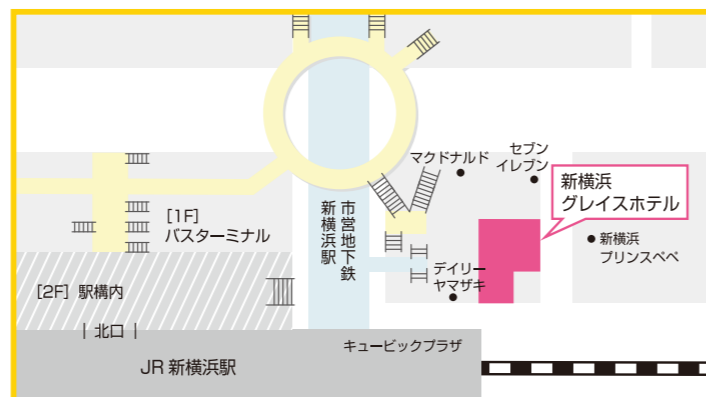 マクドナルド
セブン
イレブン
新横浜
グレイスホテル
新横浜
プリンスペペ
[1F]
バスターミナル
市営地下鉄
新横浜駅
デイリー
ヤマザキ
[2F] 駅構内
| 北口 |
キュービックプラザ
JR 新横浜駅